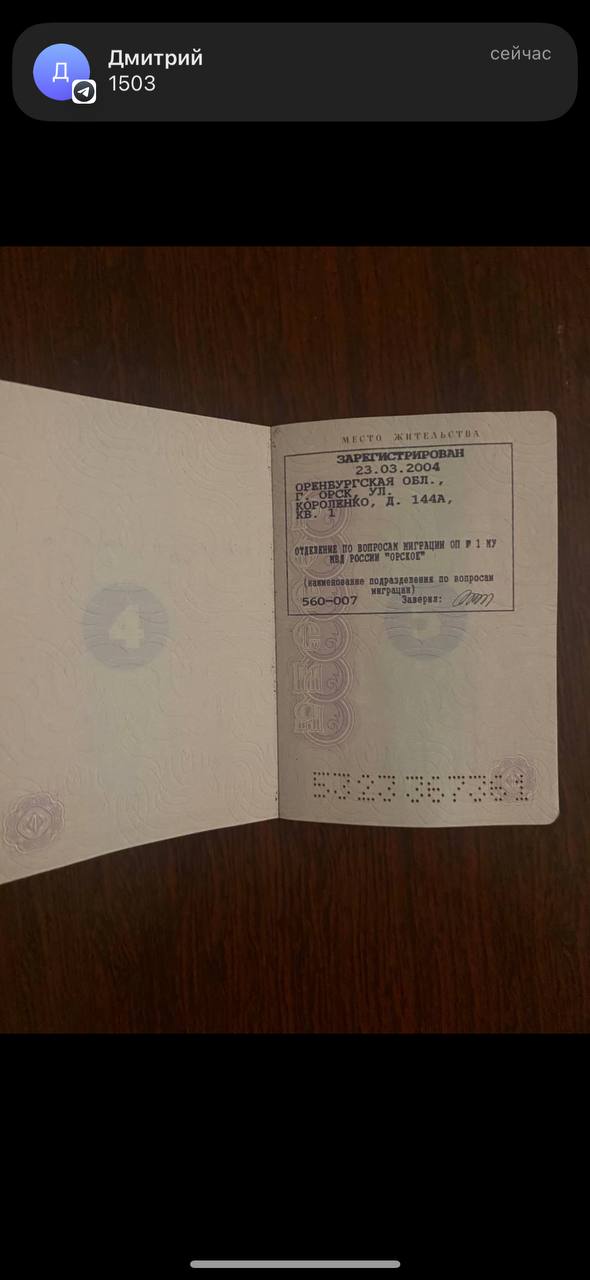 Дмитрий
сейчас
1503
Д
МЕСТО ЖИТЕЛЬСТВА
ЗАРЕГИСТРИРОВАН
23.03.2004
ОРЕНБУРГСКАЯ ОБЛ.,
Г. ОРСК, УЛ.
КОРОЛЕНКО, Д. 144А,
КВ. 1
ОТДЕЛЕНИЕ ПО ВОПРОСАМ МИГРАЦИИ ОП № 1 МУ
МВД РОССИИ "ОРСКОЕ"
(наименование подразделения по вопросам
миграции)
560-007 Заверил:
4
5323 367361